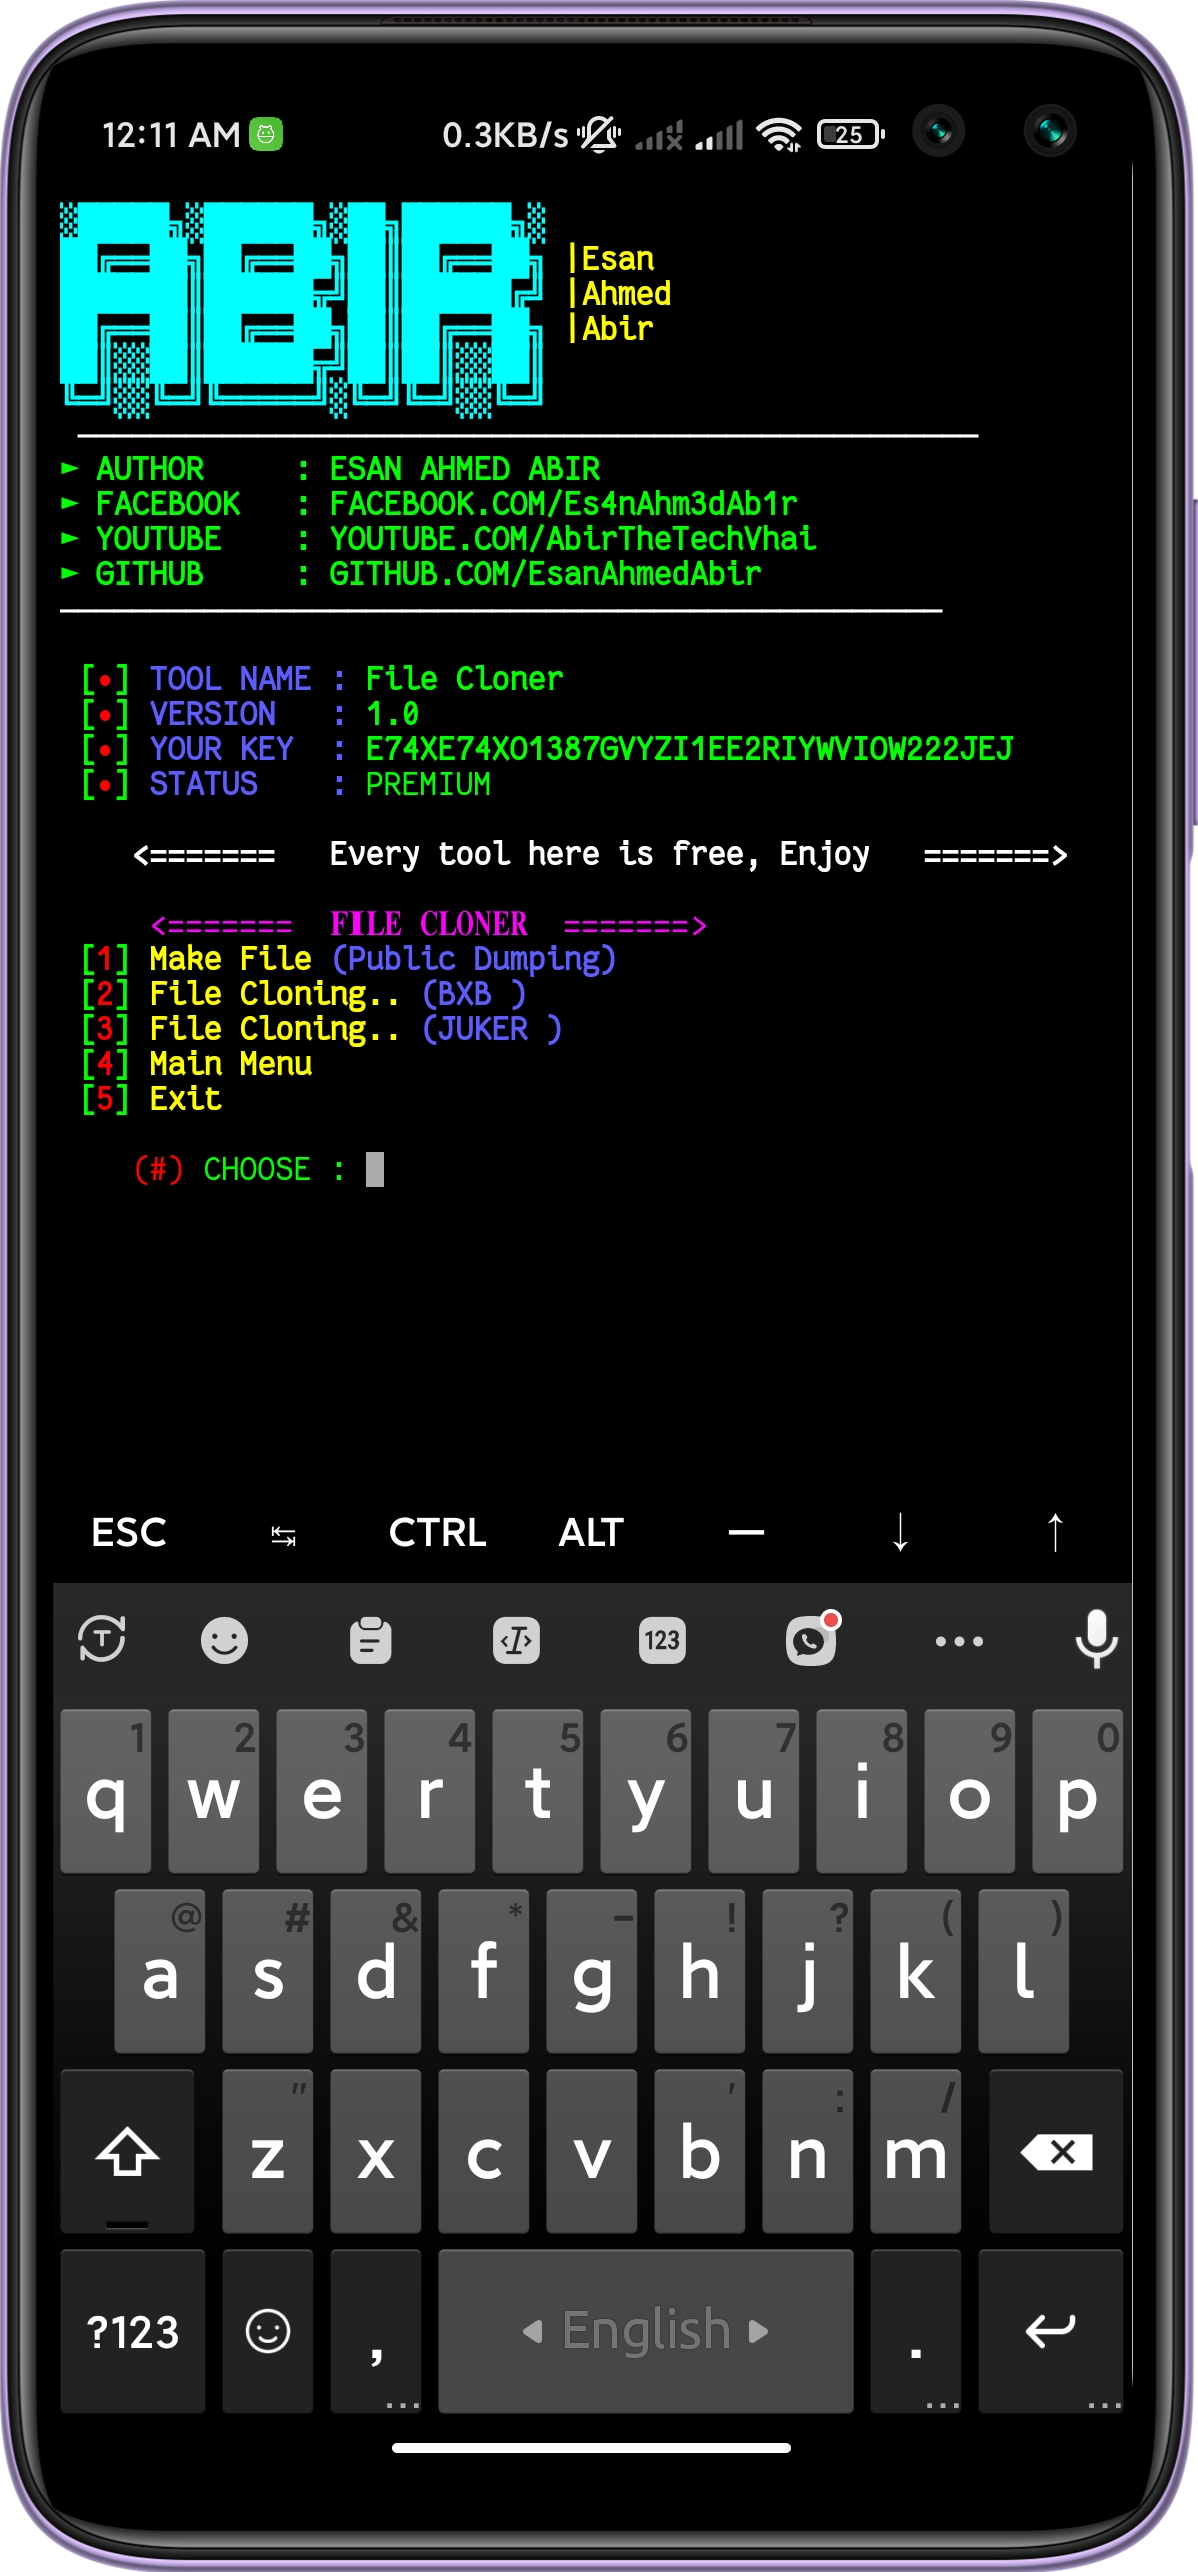 12:11 AM 0.3KB/s 25
ABIR
|Esan
|Ahmed
|Abir
► AUTHOR : ESAN AHMED ABIR
► FACEBOOK : FACEBOOK.COM/Es4nAhm3dAb1r
► YOUTUBE : YOUTUBE.COM/AbirTheTechVhai
► GITHUB : GITHUB.COM/EsanAhmedAbir
[•] TOOL NAME : File Cloner
[•] VERSION : 1.0
[•] YOUR KEY : E74XE74XO1387GVYZI1EE2RIYWVIOW222JEJ
[•] STATUS : PREMIUM
<======= Every tool here is free, Enjoy =======>
<======= FILE CLONER =======>
[1] Make File (Public Dumping)
[2] File Cloning.. (BXB )
[3] File Cloning.. (JUKER )
[4] Main Menu
[5] Exit
(#) CHOOSE :
ESC ↹ CTRL ALT — ↓ ↑
T 123
1 2 3 4 5 6 7 8 9 0
q w e r t y u i o p
@ # & * - ! ? ( )
a s d f g h j k l
" ' : /
z x c v b n m
?123 , English .